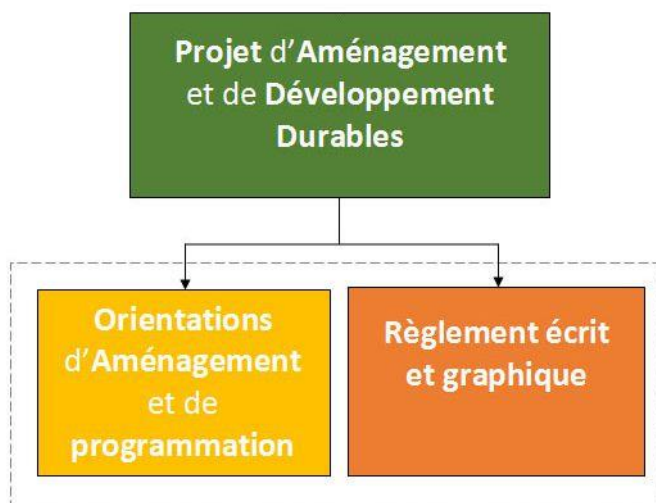 Projet d'Aménagement
et de Développement
Durables
Orientations
d'Aménagement
et de
programmation
Règlement écrit
et graphique